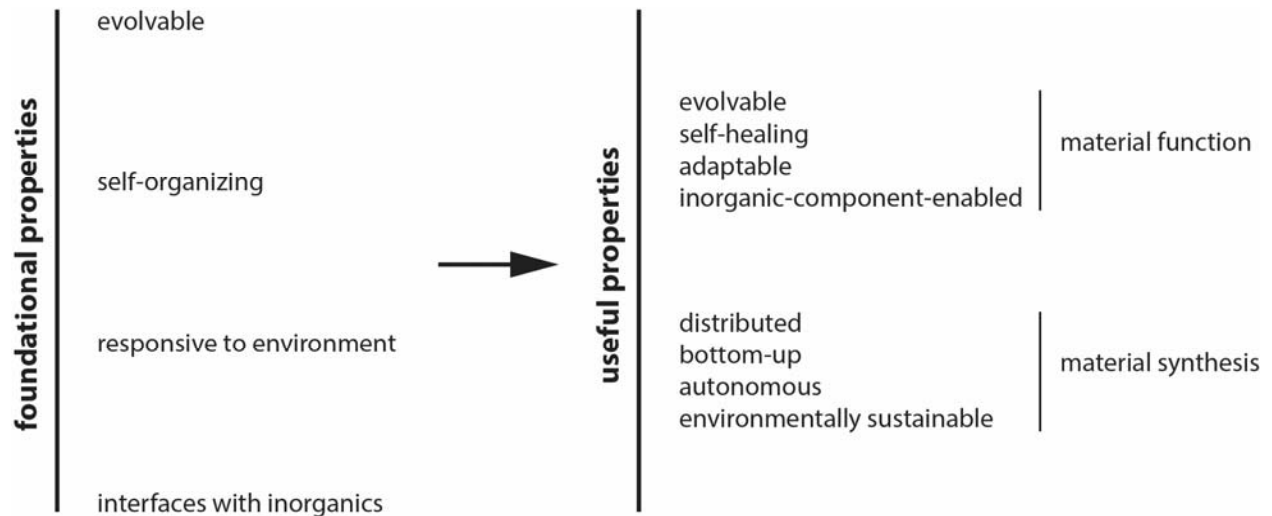 foundational properties
evolvable
self-organizing
responsive to environment
interfaces with inorganics
useful properties
evolvable
self-healing
adaptable
inorganic-component-enabled
material function
distributed
bottom-up
autonomous
environmentally sustainable
material synthesis